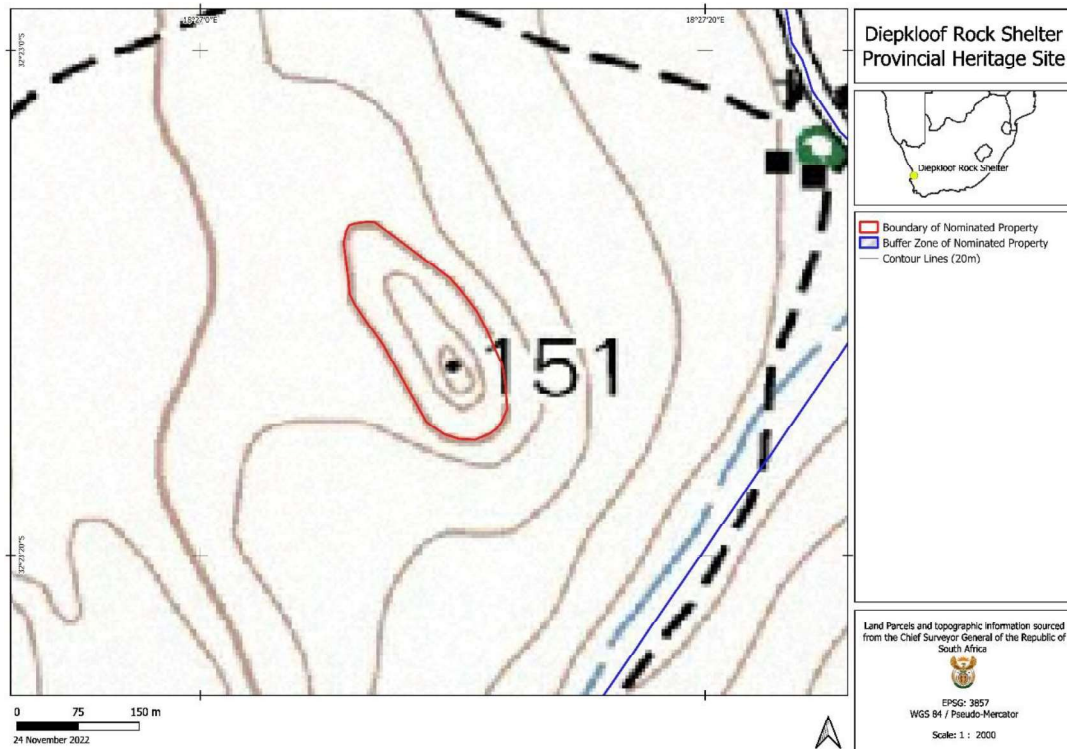 18°27'0"E
18°27'20"E
32°23'0"S
32°23'20"S
151
0 75 150 m
24 November 2022
Diepkloof Rock Shelter
Provincial Heritage Site
Diepkloof Rock Shelter
Boundary of Nominated Property
Buffer Zone of Nominated Property
Contour Lines (20m)
Land Parcels and topographic information sourced
from the Chief Surveyor General of the Republic of
South Africa
EPSG: 3857
WGS 84 / Pseudo-Mercator
Scale: 1 : 2000